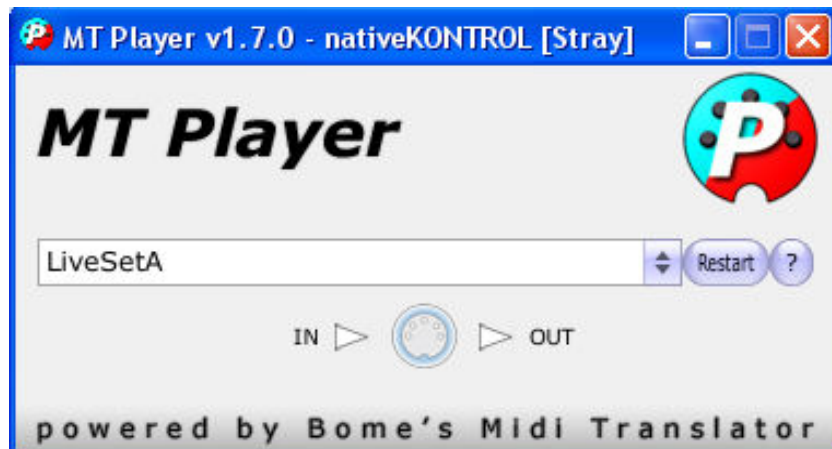 MT Player v1.7.0 - nativeKONTROL [Stray]
MT Player
P
LiveSetA
Restart
?
IN
OUT
powered by Bome's Midi Translator